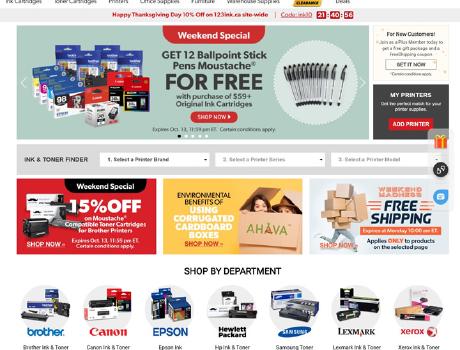 Ink Cartridges Toner Cartridges Printers Office Supplies Furniture Warehouse Supplies CLEARANCE Deals
Happy Thanksgiving Day 10% Off on 123ink.ca site-wide | Code: ink10 21 : 40 : 56
Weekend Special
GET 12 Ballpoint Stick
Pens Moustache®
FOR FREE
with purchase of $59+
Original Ink Cartridges
SHOP NOW
Expires Oct. 13, 11:59 pm ET. Certain conditions apply.
For New Customers!
Join as a Plus Member today to
get a free gift package and a
Free Shipping Coupon
GET IT NOW
*Certain conditions apply.
MY PRINTERS
Get the perfect match for your
printer supplies.
ADD PRINTER
INK & TONER FINDER
1. Select a Printer Brand
2. Select a Printer Series
3. Select a Printer Model
Weekend Special
15% OFF
on Moustache®
Compatible Toner Cartridges
for Brother Printers
Expires Oct. 13, 11:59 pm ET.
Certain conditions apply.
SHOP NOW
ENVIRONMENTAL
BENEFITS OF
USING
CORRUGATED
CARDBOARD
BOXES
SHOP NOW
AHAVA
WEEKEND
MADNESS
FREE
SHIPPING
Expires at Monday 10:00 am ET.
Applies ONLY to products
on the selected page
SHOP NOW
SHOP BY DEPARTMENT
brother
Canon
EPSON
Hewlett
Packard
SAMSUNG
LEXMARK
xerox
Brother Ink & Toner
Canon Ink & Toner
Epson Ink
Hp Ink & Toner
Samsung Toner
Lexmark Ink & Toner
Xerox Ink & Toner